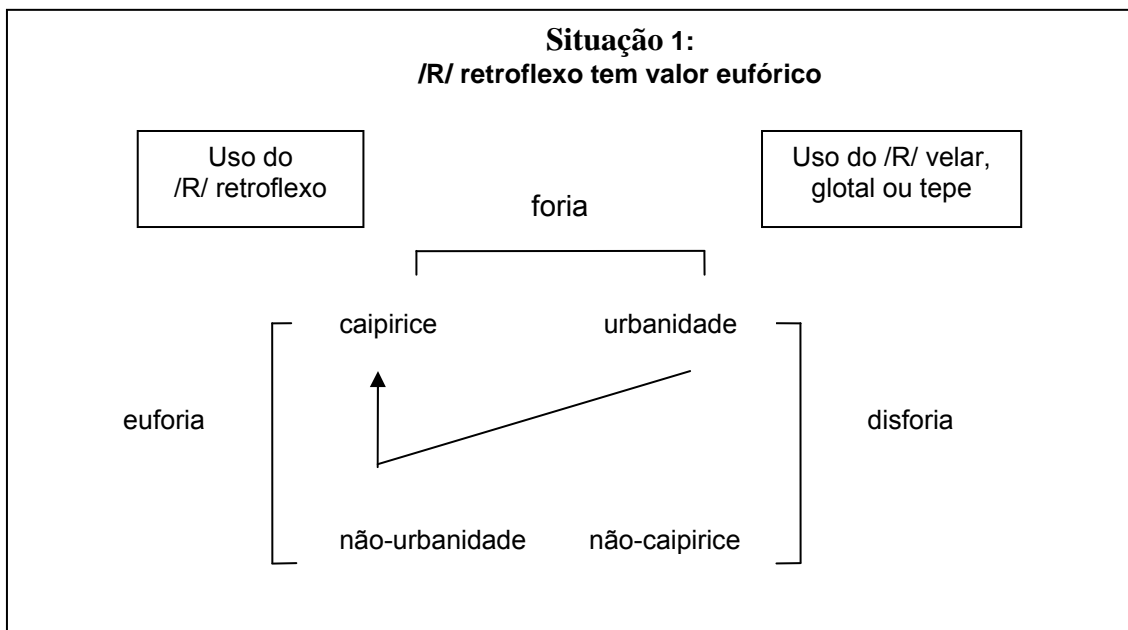 Situação 1:
/R/ retroflexo tem valor eufórico
Uso do
/R/ retroflexo
Uso do /R/ velar,
glotal ou tepe
foria
caipirice
urbanidade
euforia
disforia
não-urbanidade
não-caipirice